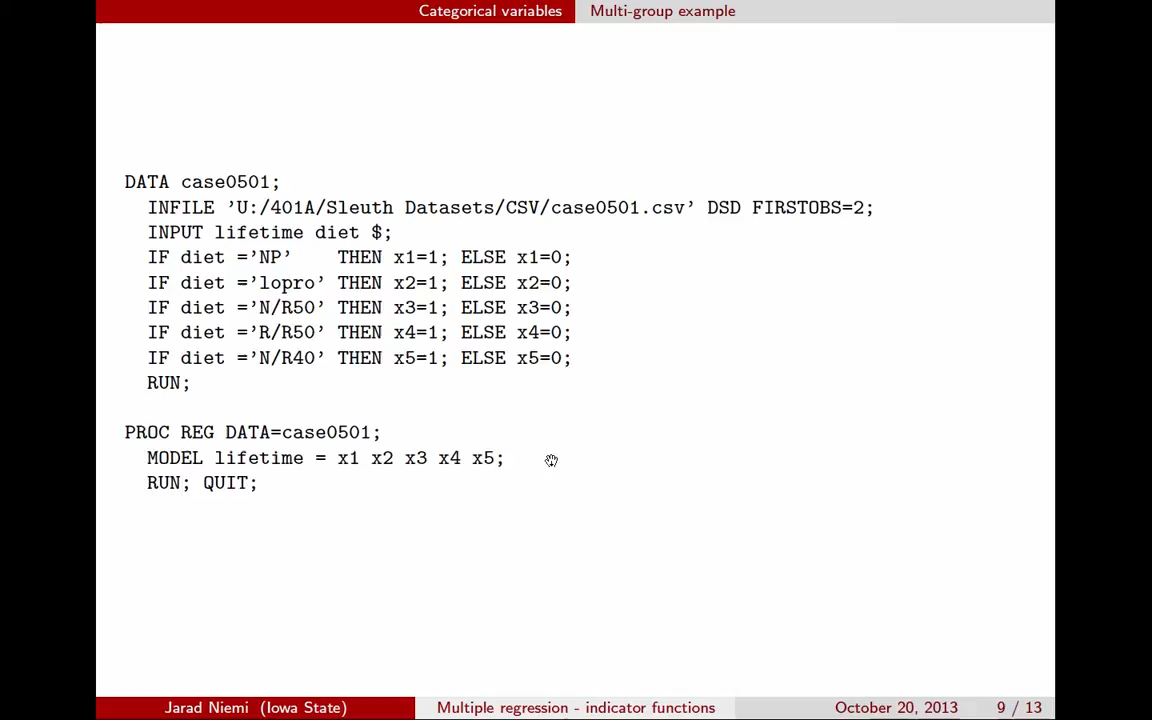 Categorical variables Multi-group example
DATA case0501;
INFILE 'U:/401A/Sleuth Datasets/CSV/case0501.csv' DSD FIRSTOBS=2;
INPUT lifetime diet $;
IF diet ='NP' THEN x1=1; ELSE x1=0;
IF diet ='lopro' THEN x2=1; ELSE x2=0;
IF diet ='N/R50' THEN x3=1; ELSE x3=0;
IF diet ='R/R50' THEN x4=1; ELSE x4=0;
IF diet ='N/R40' THEN x5=1; ELSE x5=0;
RUN;
PROC REG DATA=case0501;
MODEL lifetime = x1 x2 x3 x4 x5;
RUN; QUIT;
Jarad Niemi (Iowa State) Multiple regression - indicator functions October 20, 2013 9 / 13